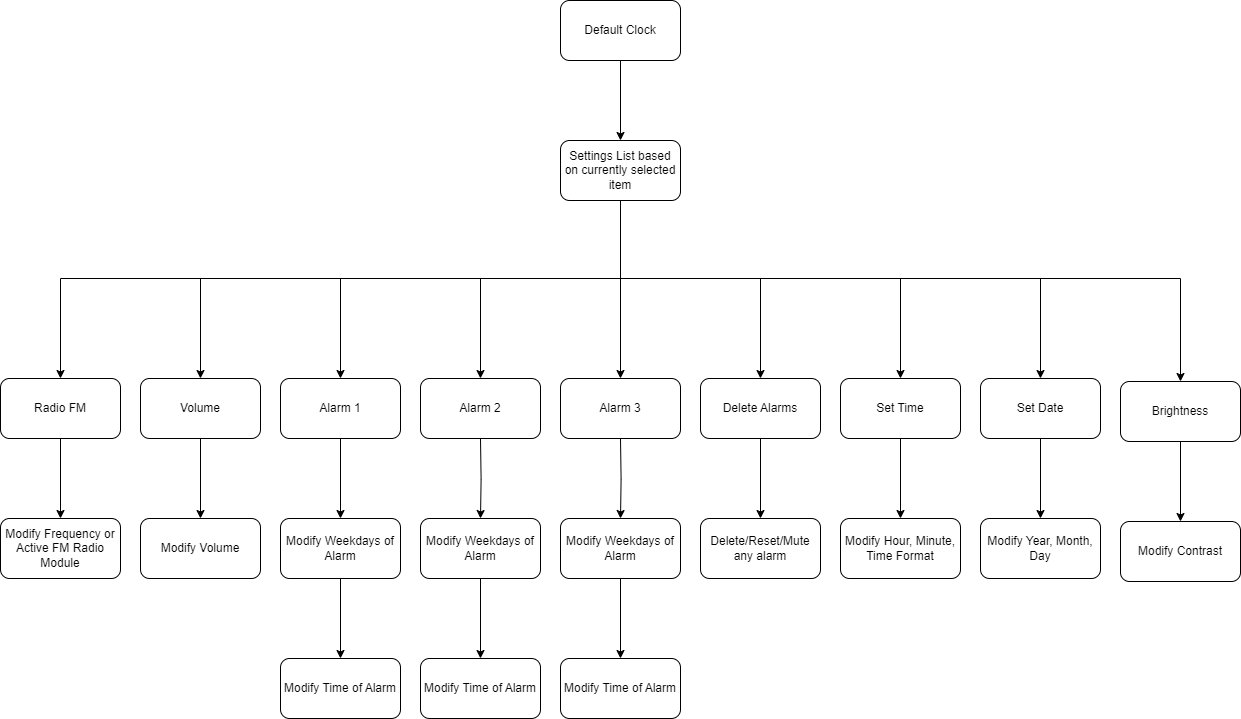 Default Clock
Settings List based
on currently selected
item
Radio FM
Volume
Alarm 1
Alarm 2
Alarm 3
Delete Alarms
Set Time
Set Date
Brightness
Modify Frequency or
Active FM Radio
Module
Modify Volume
Modify Weekdays of
Alarm
Modify Weekdays of
Alarm
Modify Weekdays of
Alarm
Delete/Reset/Mute
any alarm
Modify Hour, Minute,
Time Format
Modify Year, Month,
Day
Modify Contrast
Modify Time of Alarm
Modify Time of Alarm
Modify Time of Alarm